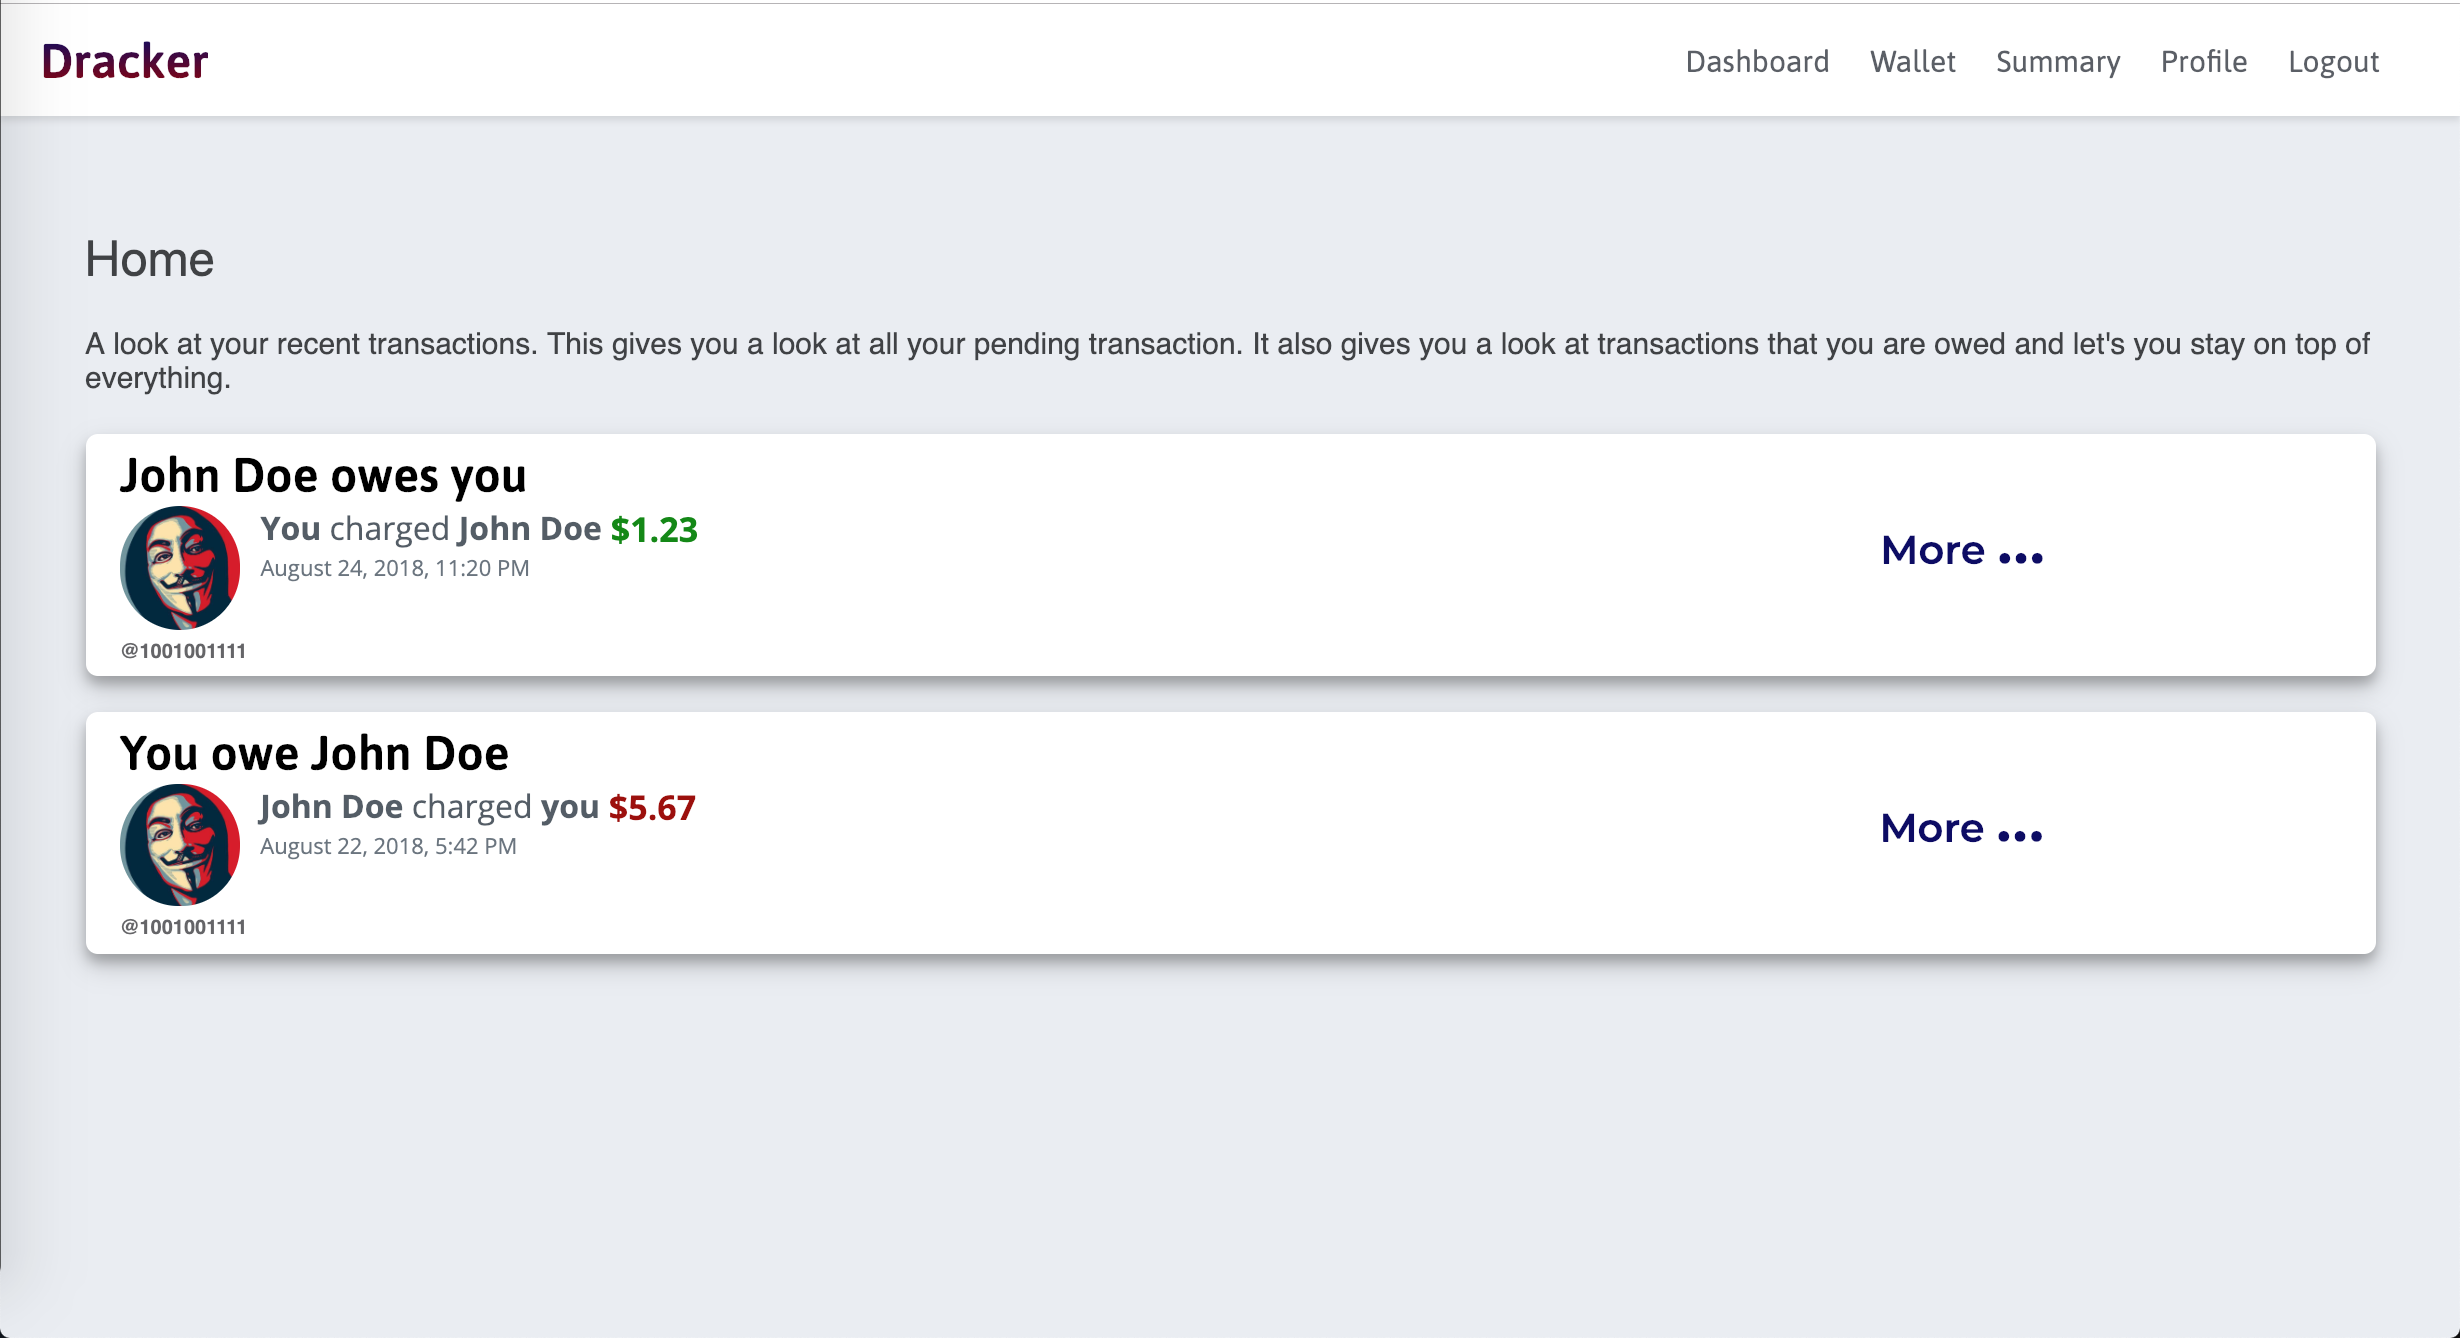 Dracker
Dashboard Wallet Summary Profile Logout
Home
A look at your recent transactions. This gives you a look at all your pending transaction. It also gives you a look at transactions that you are owed and let's you stay on top of
everything.
John Doe owes you
You charged John Doe $1.23
August 24, 2018, 11:20 PM
More ...
@1001001111
You owe John Doe
John Doe charged you $5.67
August 22, 2018, 5:42 PM
More ...
@1001001111